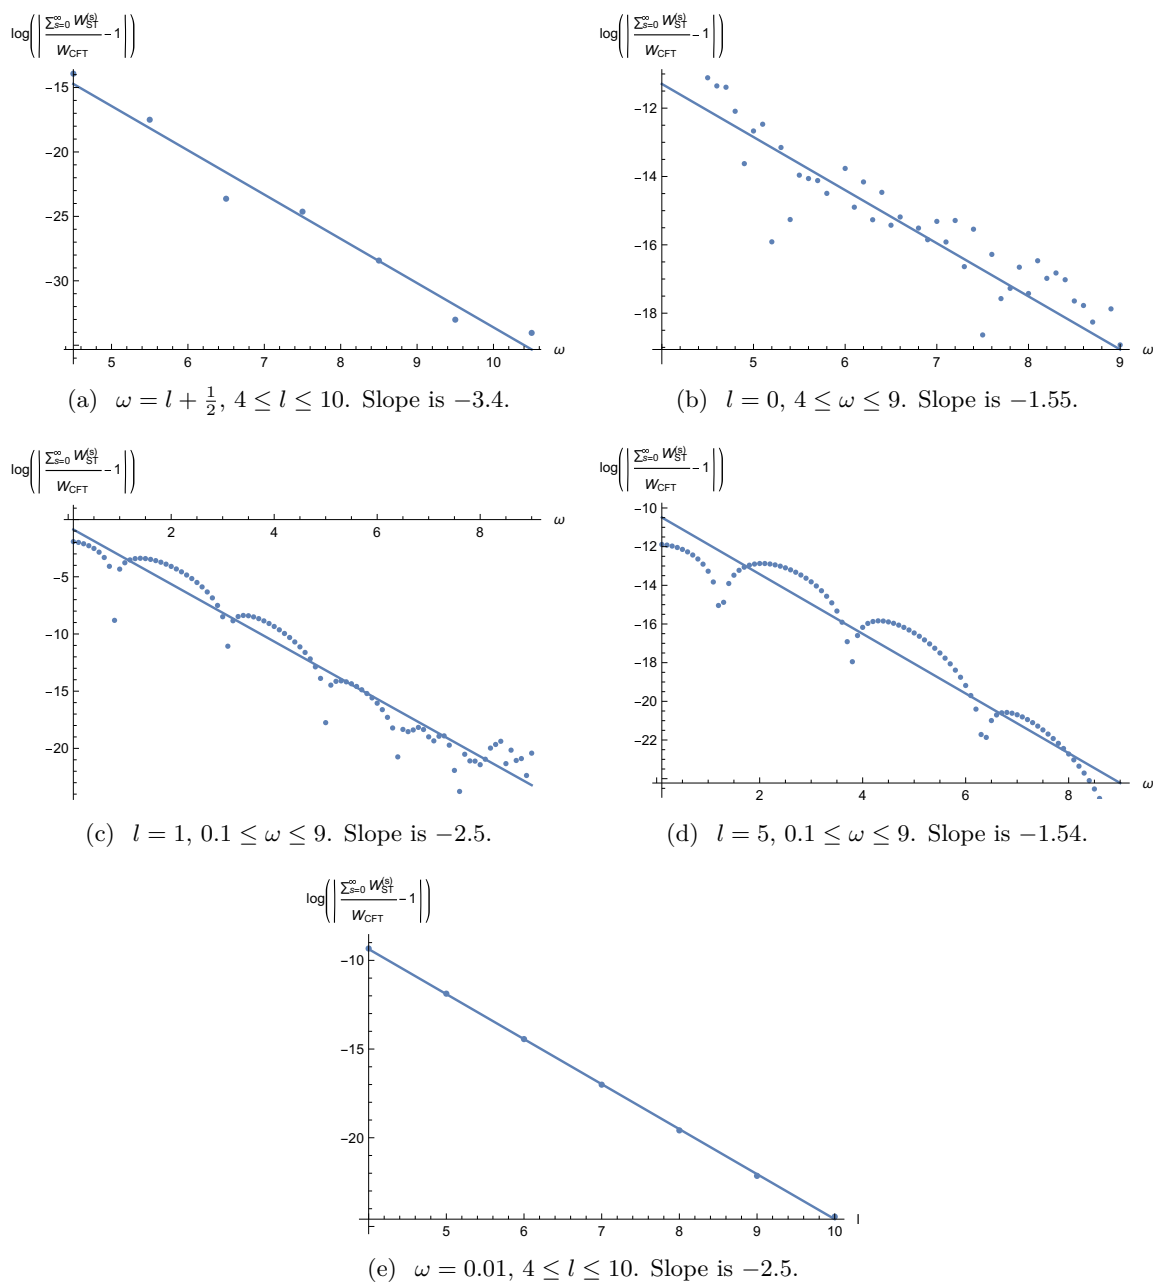 log(|∑_{s=0}^{∞} W_{ST}^{(s)} / W_{CFT} −1|)
−15
−20
−25
−30
5 6 7 8 9 10 ω
(a) ω = l + 1/2, 4 ≤ l ≤ 10. Slope is −3.4.
log(|∑_{s=0}^{∞} W_{ST}^{(s)} / W_{CFT} −1|)
−12
−14
−16
−18
5 6 7 8 9 ω
(b) l = 0, 4 ≤ ω ≤ 9. Slope is −1.55.
log(|∑_{s=0}^{∞} W_{ST}^{(s)} / W_{CFT} −1|)
2 4 6 8 ω
−5
−10
−15
−20
(c) l = 1, 0.1 ≤ ω ≤ 9. Slope is −2.5.
log(|∑_{s=0}^{∞} W_{ST}^{(s)} / W_{CFT} −1|)
−10
−12
−14
−16
−18
−20
−22
2 4 6 8 ω
(d) l = 5, 0.1 ≤ ω ≤ 9. Slope is −1.54.
log(|∑_{s=0}^{∞} W_{ST}^{(s)} / W_{CFT} −1|)
−10
−15
−20
5 6 7 8 9 10 l
(e) ω = 0.01, 4 ≤ l ≤ 10. Slope is −2.5.